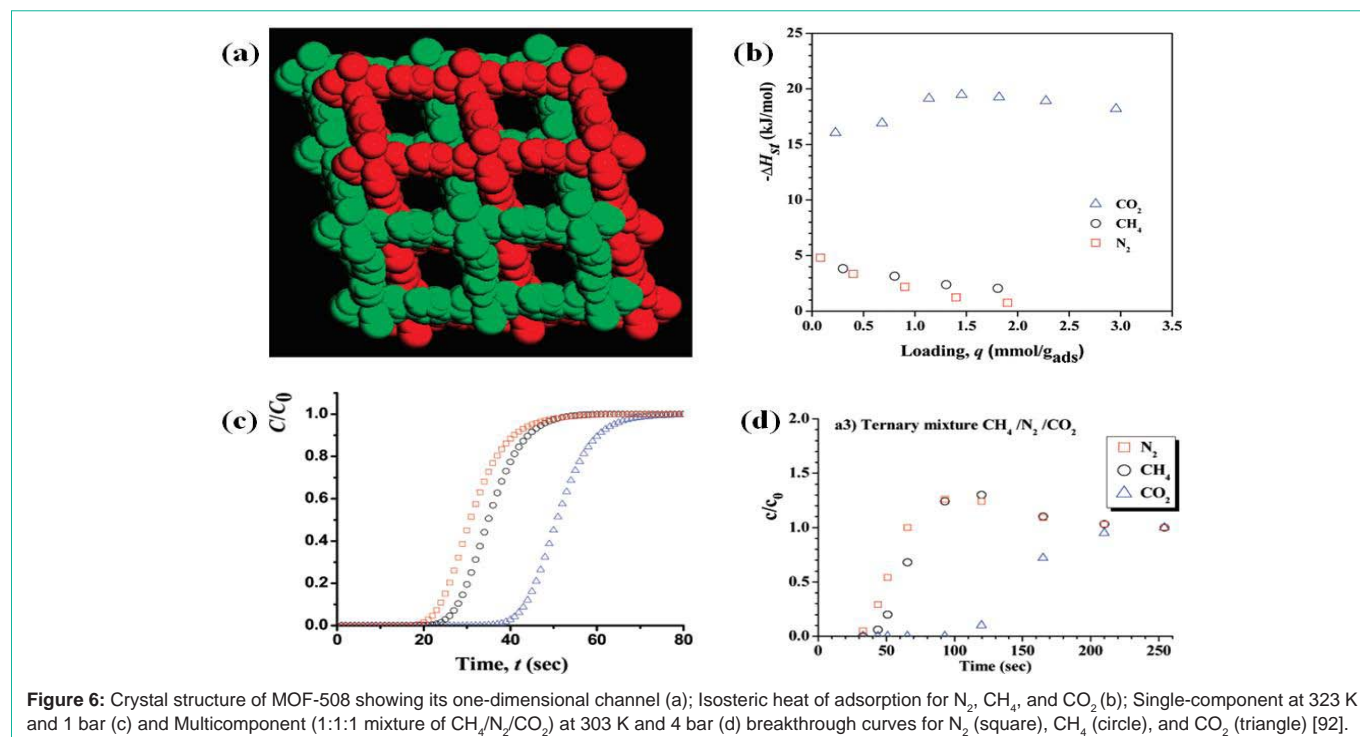 (a)
(b)
25
20
15
10
5
0
-ΔHst (kJ/mol)
CO2
CH4
N2
0.0 0.5 1.0 1.5 2.0 2.5 3.0 3.5
Loading, q (mmol/gads)
(c)
C/C0
1.0
0.8
0.6
0.4
0.2
0.0
0 20 40 60 80
Time, t (sec)
(d)
a3) Ternary mixture CH4 /N2 /CO2
N2
CH4
CO2
c/c0
2.0
1.5
1.0
0.5
0.0
0 50 100 150 200 250
Time (sec)
Figure 6: Crystal structure of MOF-508 showing its one-dimensional channel (a); Isosteric heat of adsorption for N2, CH4, and CO2 (b); Single-component at 323 K
and 1 bar (c) and Multicomponent (1:1:1 mixture of CH4/N2/CO2) at 303 K and 4 bar (d) breakthrough curves for N2 (square), CH4 (circle), and CO2 (triangle) [92].